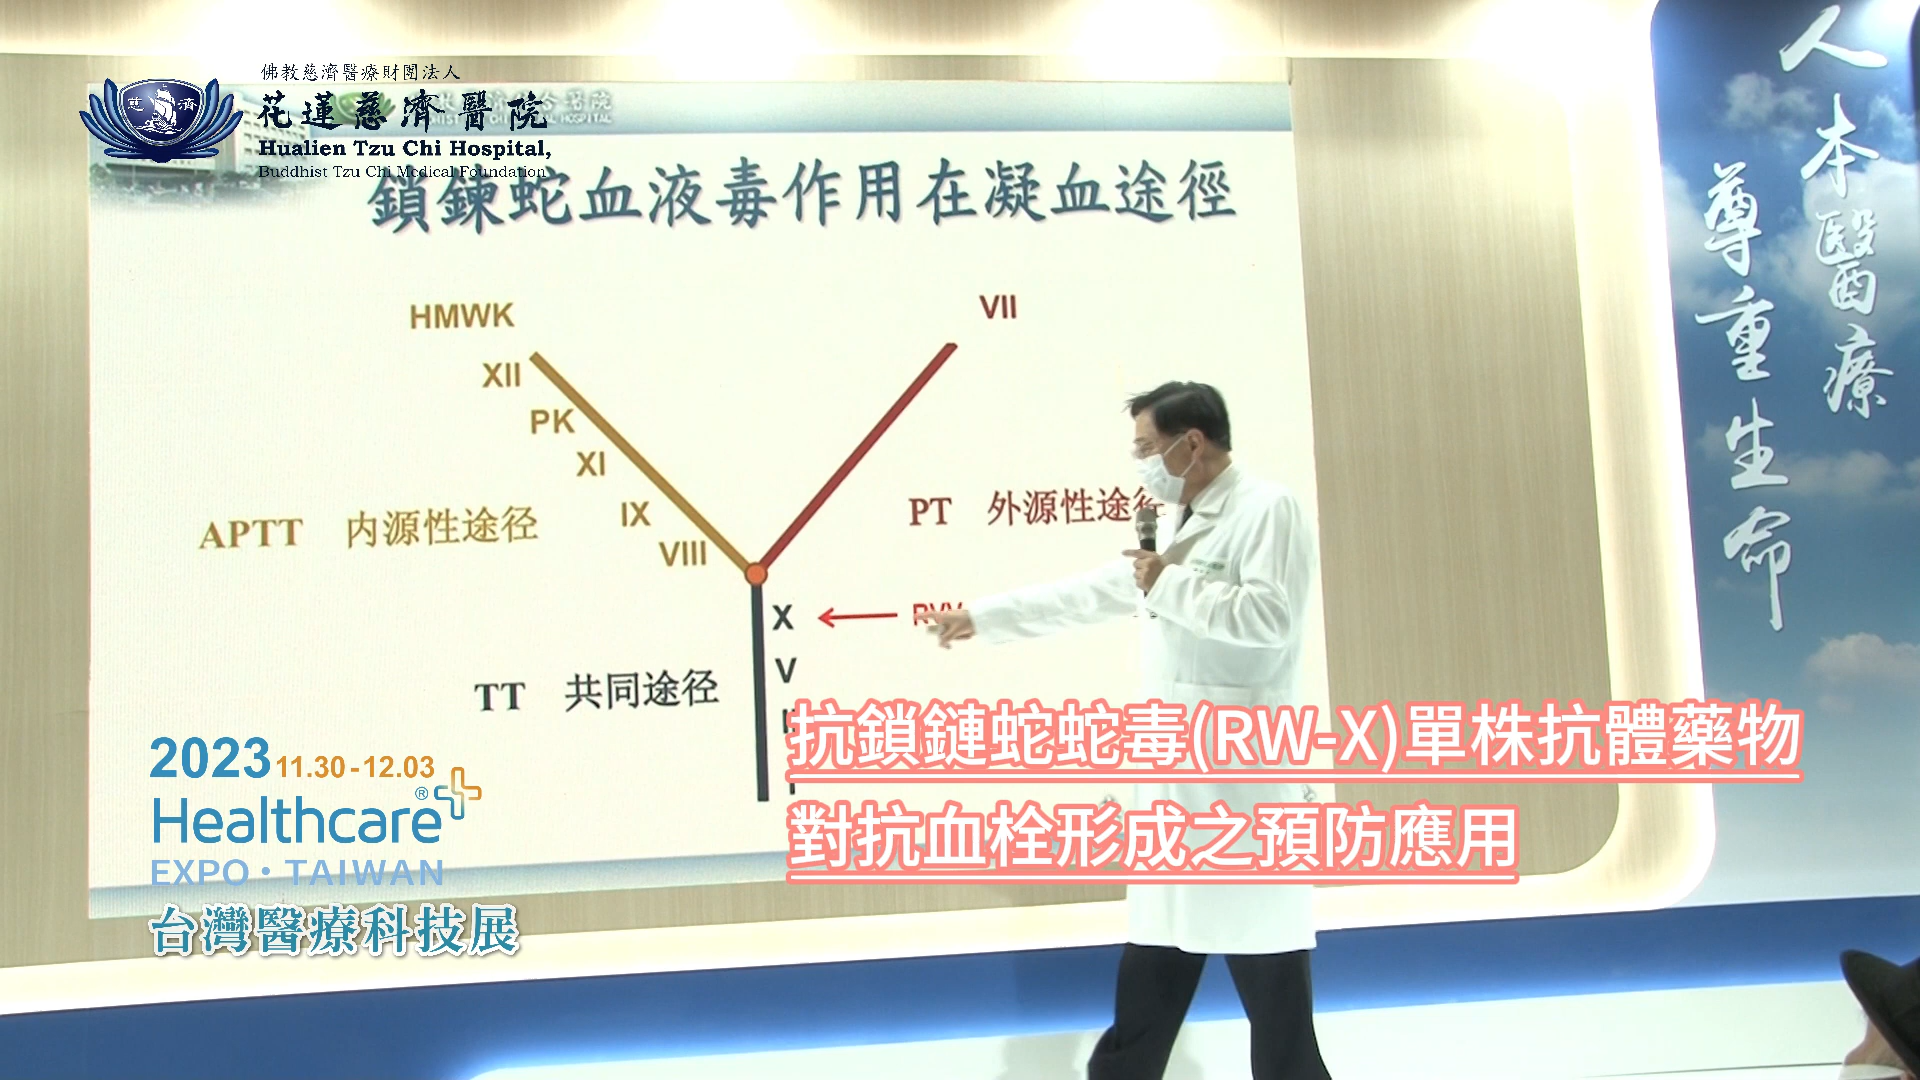 佛教慈濟醫療財團法人
花蓮慈濟醫院
Hualien Tzu Chi Hospital,
Buddhist Tzu Chi Medical Foundation
鎖鍊蛇血液毒作用在凝血途徑
HMWK
VII
XII
PK
XI
IX
VIII
APTT 内源性途径
PT 外源性途径
X
RVV
V
TT 共同途径
抗鎖鏈蛇蛇毒(RW-X)單株抗體藥物
對抗血栓形成之預防應用
2023 11.30-12.03
Healthcare®
EXPO·TAIWAN
台灣醫療科技展
人本醫療
尊重生命